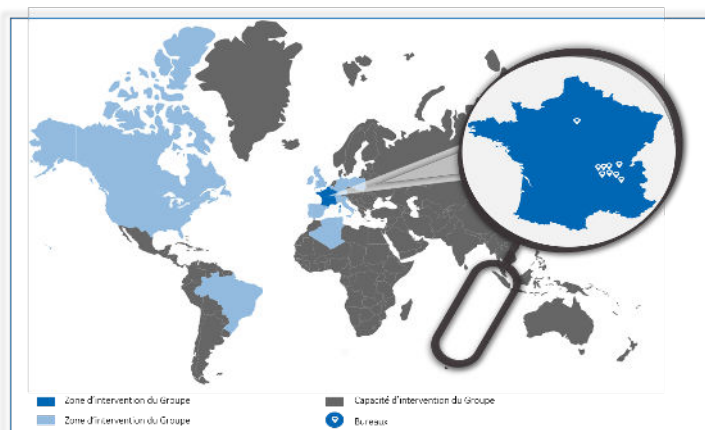 Zone d'intervention du Groupe
Capacité d'intervention du Groupe
Zone d'intervention du Groupe
Bureaux